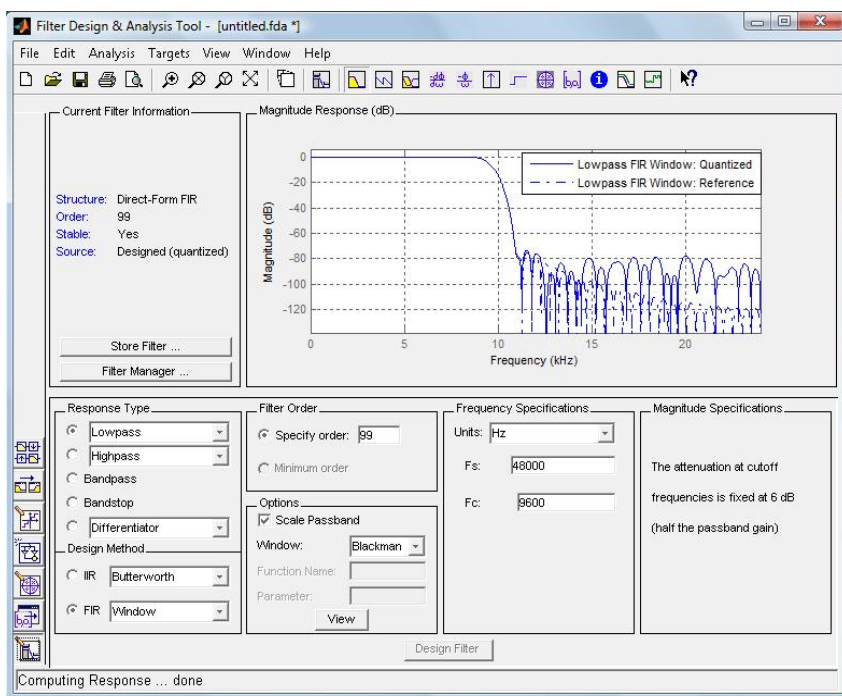 Filter Design & Analysis Tool - [untitled.fda *]
File Edit Analysis Targets View Window Help
Current Filter Information
Structure: Direct-Form FIR
Order: 99
Stable: Yes
Source: Designed (quantized)
Store Filter ...
Filter Manager ...
Magnitude Response (dB)
Lowpass FIR Window: Quantized
Lowpass FIR Window: Reference
Magnitude (dB)
0
-20
-40
-60
-80
-100
-120
0 5 10 15 20
Frequency (kHz)
Response Type
Lowpass
Highpass
Bandpass
Bandstop
Differentiator
Design Method
IIR Butterworth
FIR Window
Filter Order
Specify order: 99
Minimum order
Options
Scale Passband
Window: Blackman
Function Name:
Parameter:
View
Frequency Specifications
Units: Hz
Fs: 48000
Fc: 9600
Magnitude Specifications
The attenuation at cutoff
frequencies is fixed at 6 dB
(half the passband gain)
Design Filter
Computing Response ... done